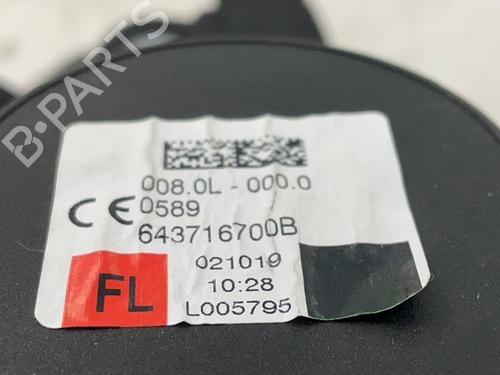 B-PARTS
008.0L - 000.0
CE 0589
643716700B
021019
FL
10:28
L005795